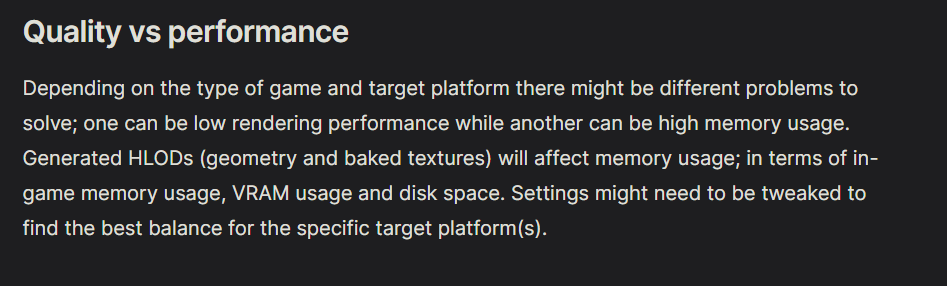 Quality vs performance
Depending on the type of game and target platform there might be different problems to
solve; one can be low rendering performance while another can be high memory usage.
Generated HLODs (geometry and baked textures) will affect memory usage; in terms of in-
game memory usage, VRAM usage and disk space. Settings might need to be tweaked to
find the best balance for the specific target platform(s).